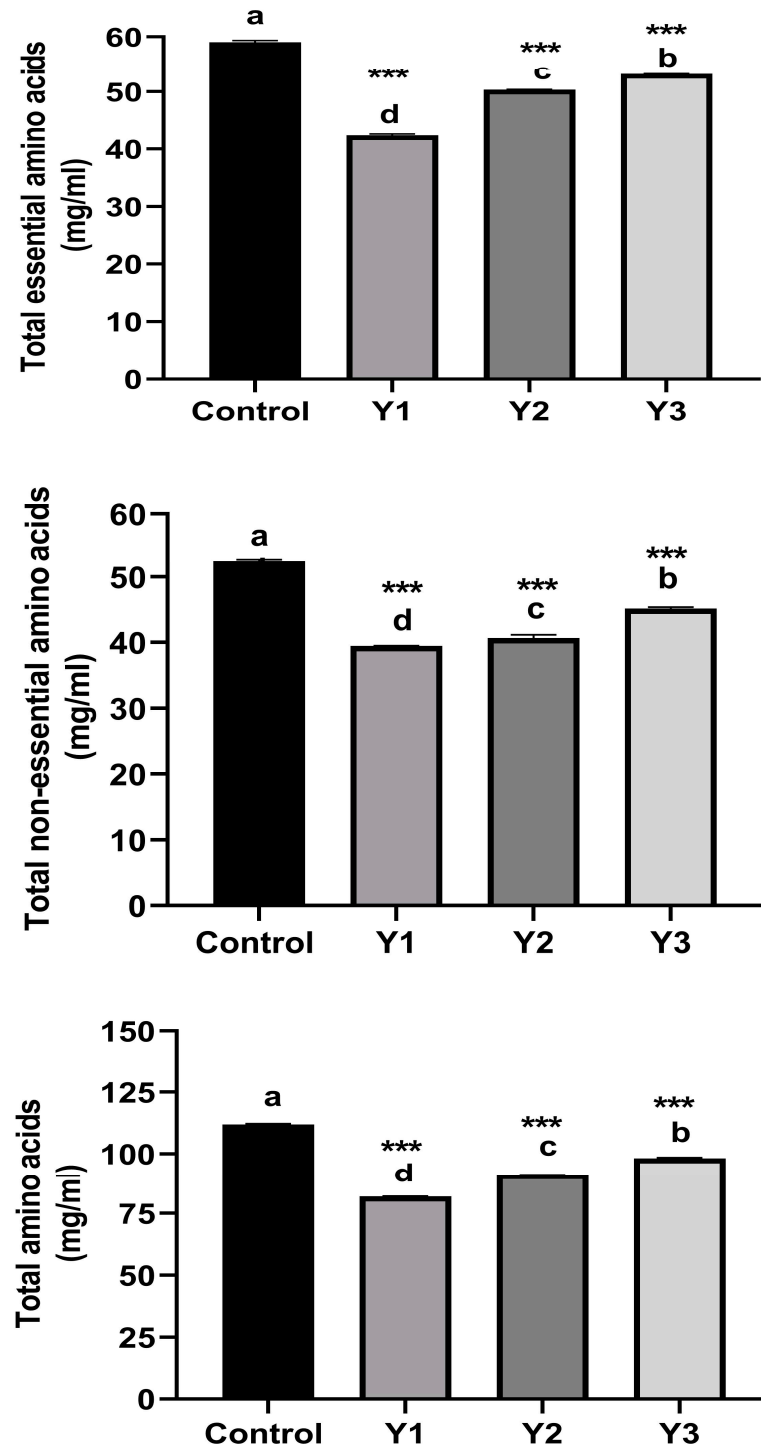 Total essential amino acids
(mg/ml)
60
50
40
30
20
10
0
a
***
d
***
c
***
b
Control Y1 Y2 Y3
Total non-essential amino acids
(mg/ml)
60
50
40
30
20
10
0
a
***
d
***
c
***
b
Control Y1 Y2 Y3
Total amino acids
(mg/ml)
150
125
100
75
50
25
0
a
***
d
***
c
***
b
Control Y1 Y2 Y3